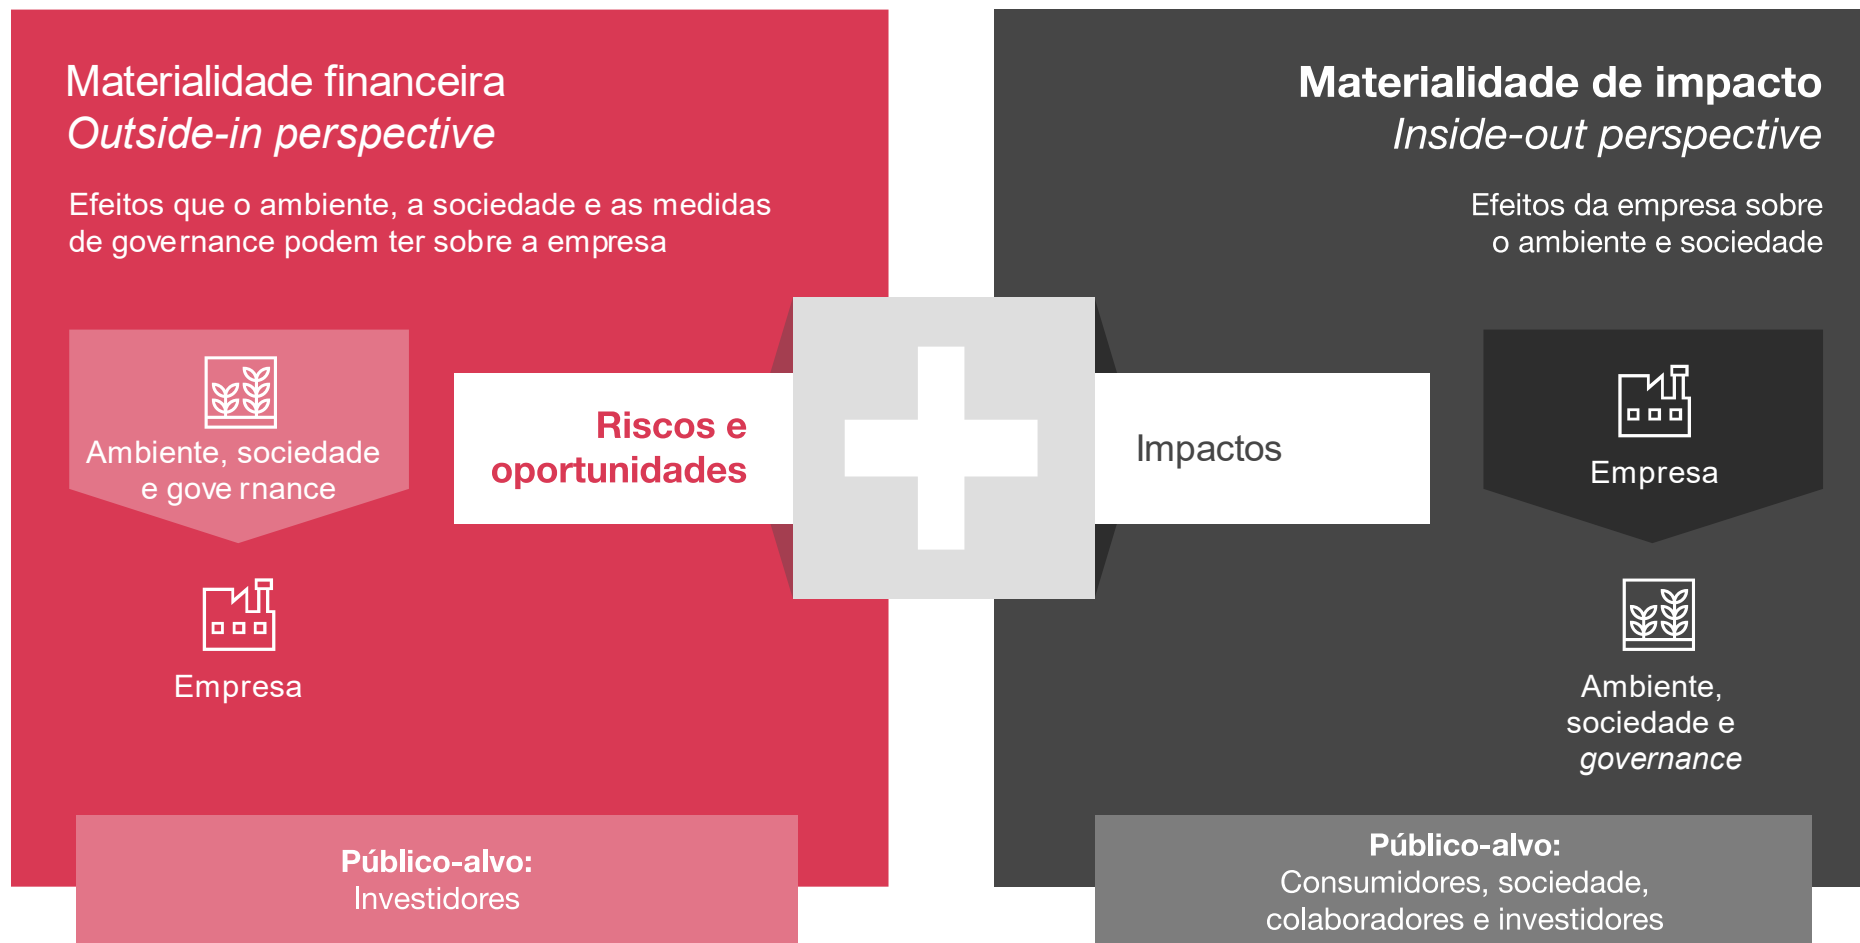 Materialidade financeira
Outside-in perspective
Efeitos que o ambiente, a sociedade e as medidas
de governance podem ter sobre a empresa
Ambiente, sociedade
e gove rnance
Empresa
Riscos e
oportunidades
Público-alvo:
Investidores
Materialidade de impacto
Inside-out perspective
Efeitos da empresa sobre
o ambiente e sociedade
Impactos
Empresa
Ambiente,
sociedade e
governance
Público-alvo:
Consumidores, sociedade,
colaboradores e investidores